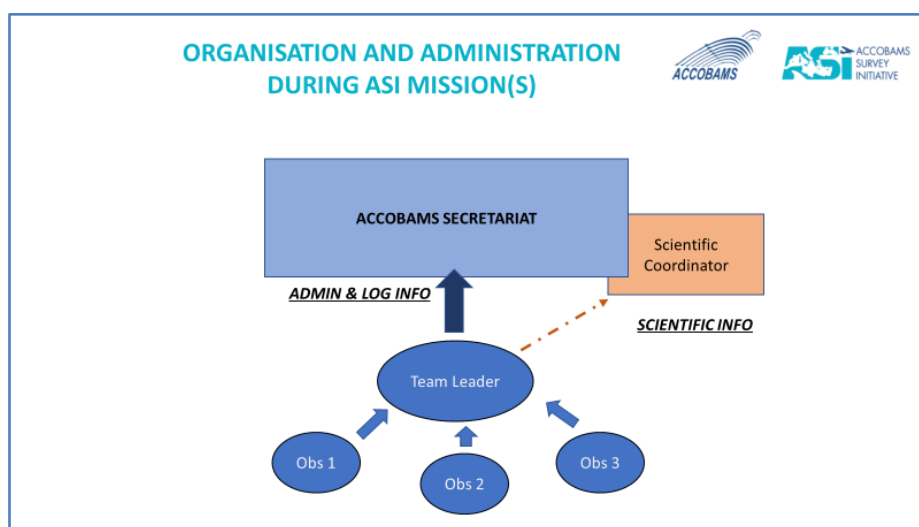 ORGANISATION AND ADMINISTRATION
DURING ASI MISSION(S)
ACCOBAMS
ASI
ACCOBAMS
SURVEY
INITIATIVE
ACCOBAMS SECRETARIAT
Scientific
Coordinator
ADMIN & LOG INFO
SCIENTIFIC INFO
Team Leader
Obs 1
Obs 2
Obs 3